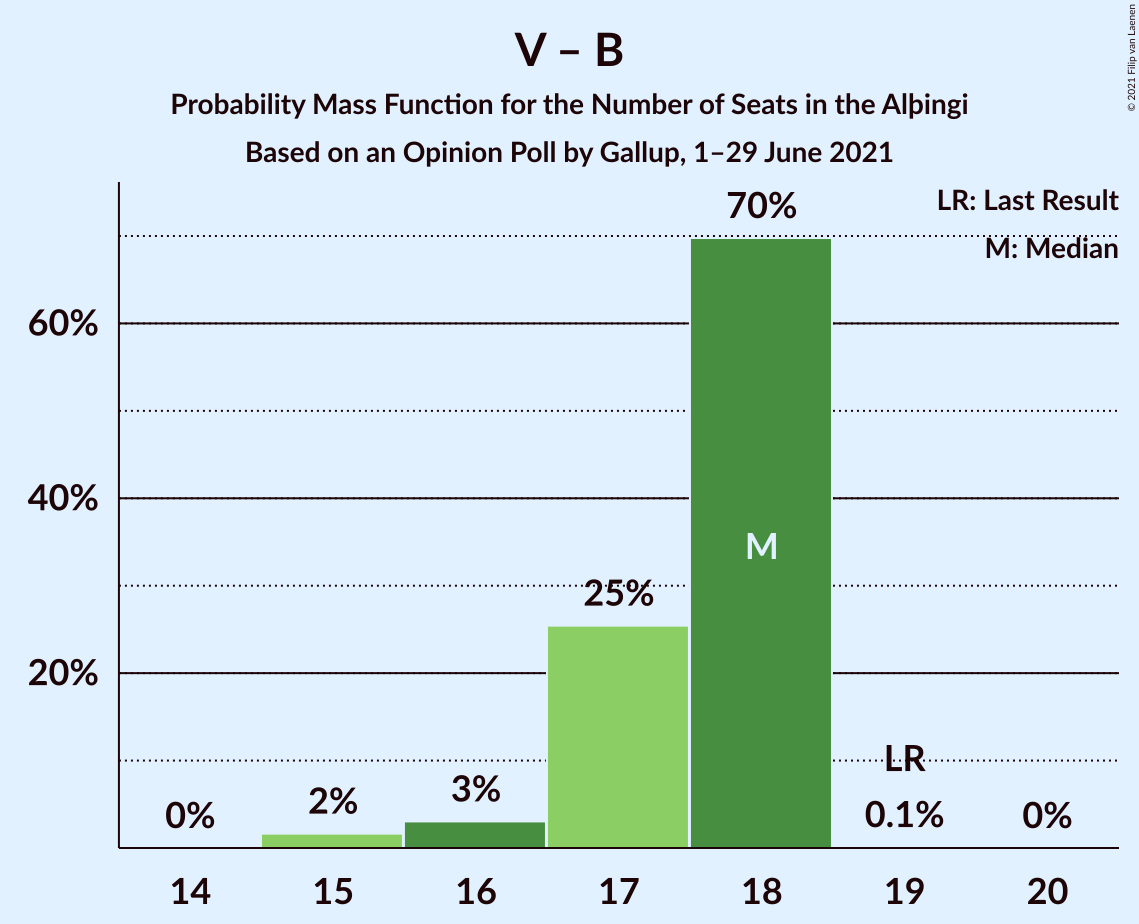 V – B
Probability Mass Function for the Number of Seats in the Alþingi
Based on an Opinion Poll by Gallup, 1–29 June 2021
© 2021 Filip van Laenen
LR: Last Result
M: Median
70%
60%
40%
M
25%
20%
LR
0%
2%
3%
0.1%
0%
14 15 16 17 18 19 20